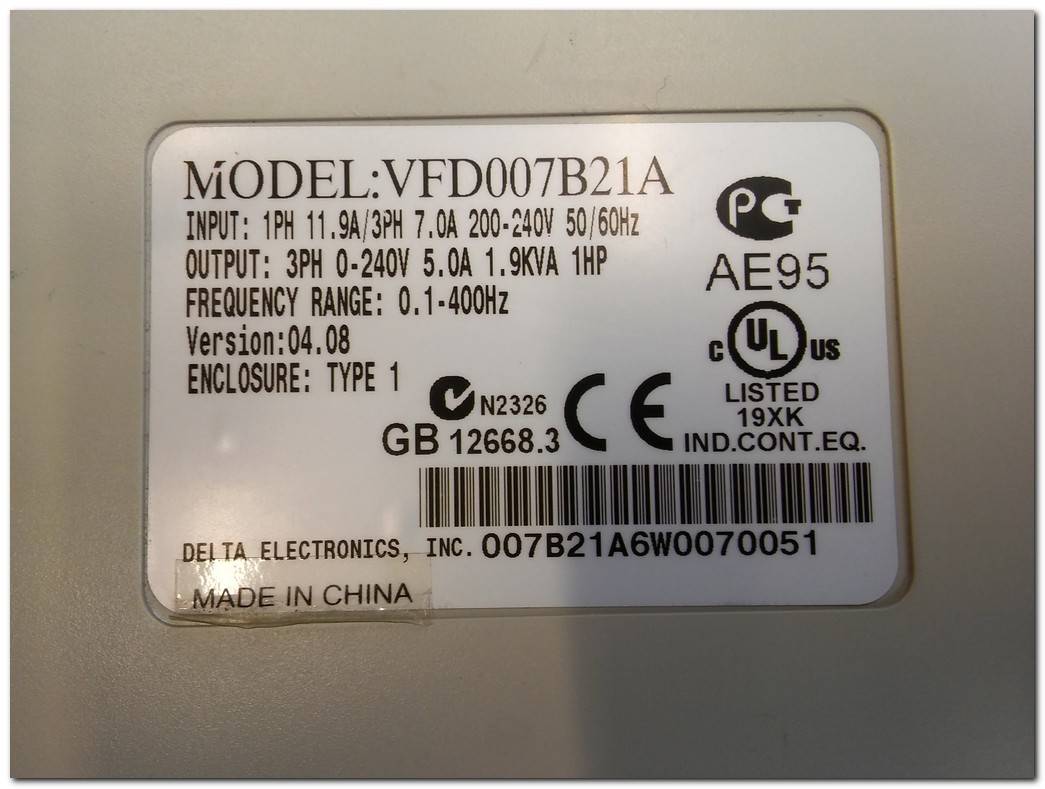 MODEL:VFD007B21A
INPUT: 1PH 11.9A/3PH 7.0A 200-240V 50/60Hz
OUTPUT: 3PH 0-240V 5.0A 1.9KVA 1HP
FREQUENCY RANGE: 0.1-400Hz
Version:04.08
ENCLOSURE: TYPE 1
РСТ
AE95
C UL US
LISTED
19XK
IND.CONT.EQ.
N2326
CE
GB 12668.3
DELTA ELECTRONICS, INC. 007B21A6W0070051
MADE IN CHINA